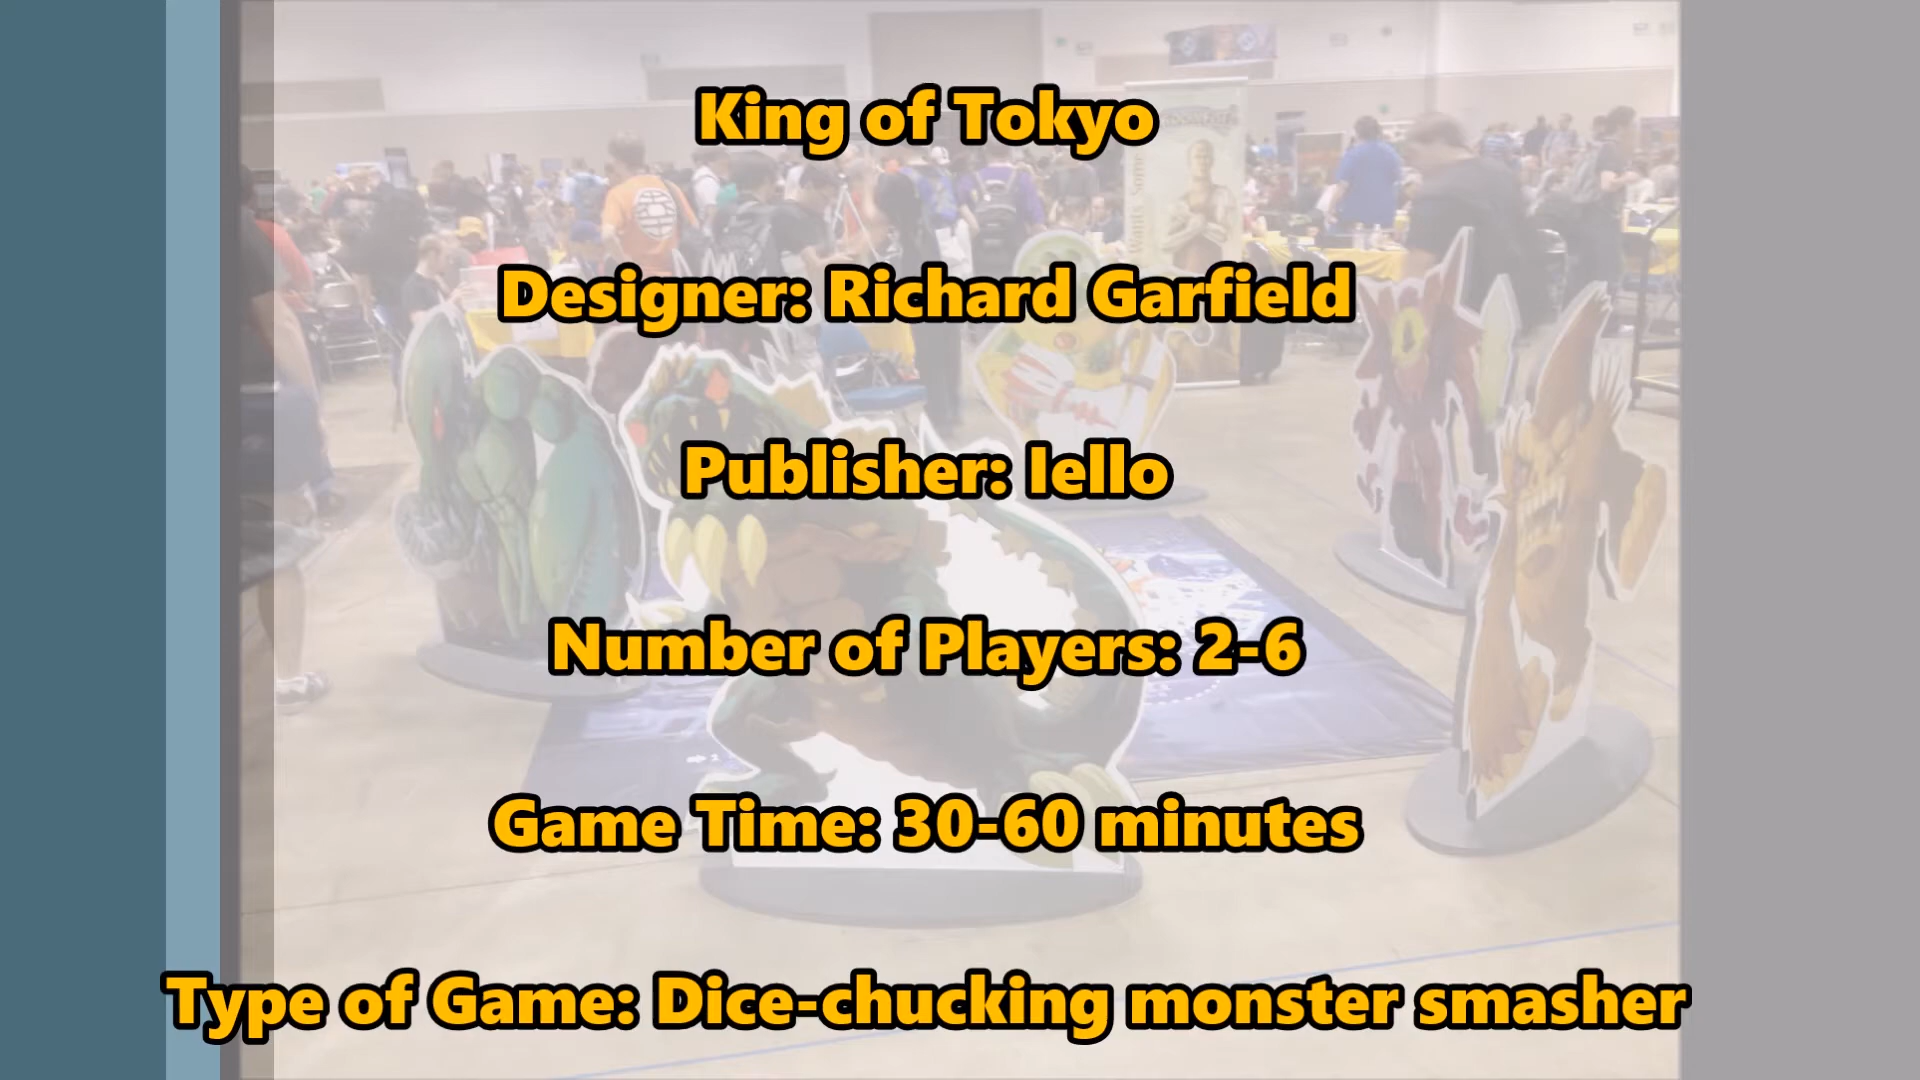 King of Tokyo
Designer: Richard Garfield
Publisher: Iello
Number of Players: 2-6
Game Time: 30-60 minutes
Type of Game: Dice-chucking monster smasher